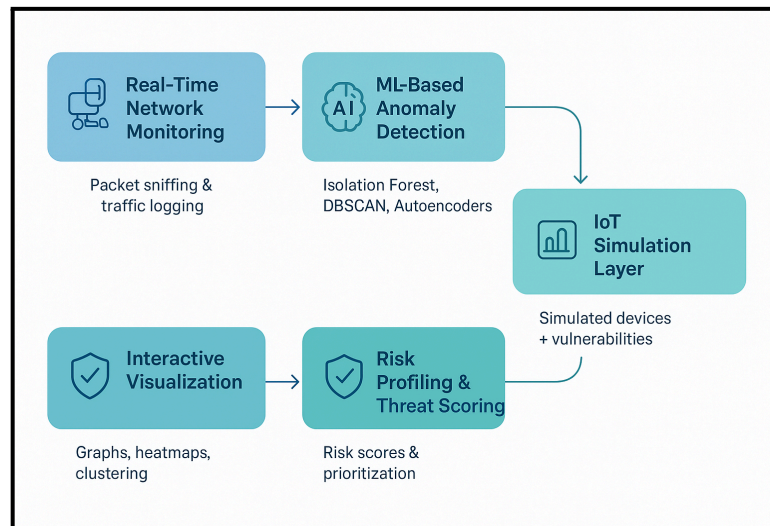 Real-Time
Network
Monitoring
Packet sniffing &
traffic logging
AI
ML-Based
Anomaly
Detection
Isolation Forest,
DBSCAN, Autoencoders
IoT
Simulation
Layer
Simulated devices
+ vulnerabilities
Interactive
Visualization
Graphs, heatmaps,
clustering
Risk
Profiling &
Threat Scoring
Risk scores &
prioritization